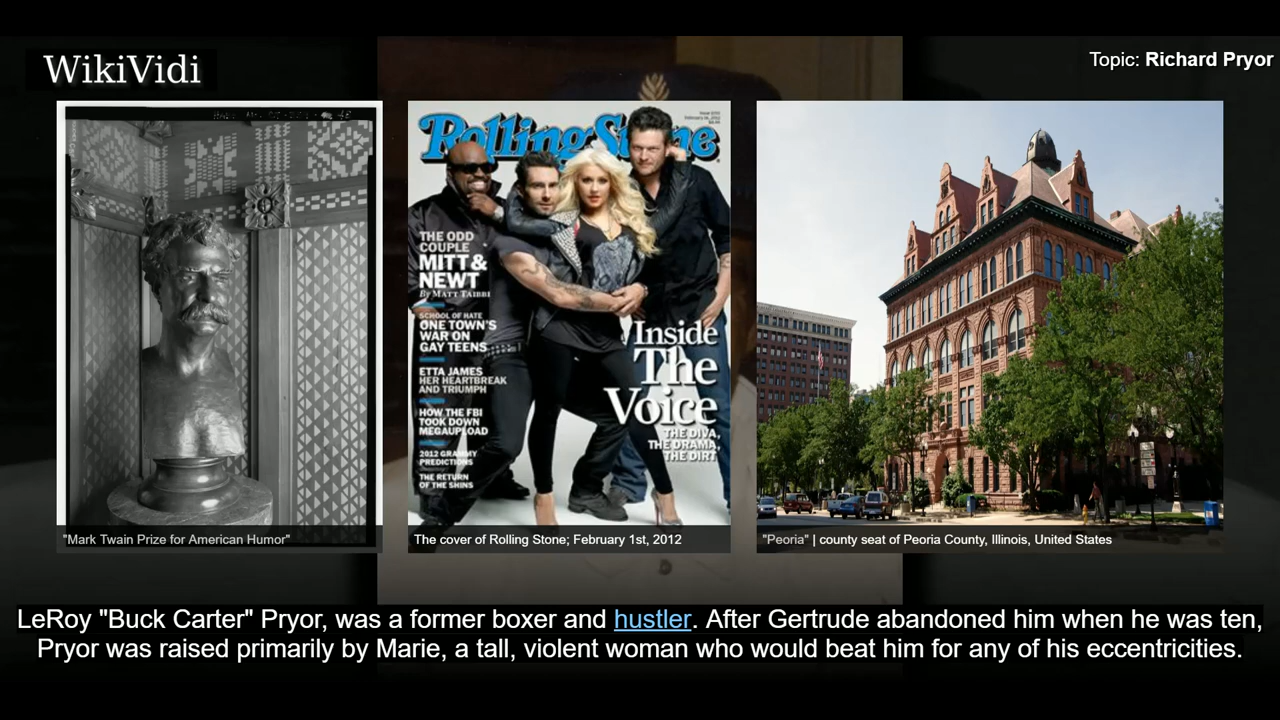 WikiVidi
Topic: Richard Pryor
Rolling Stone
THE ODD
COUPLE
MITT &
NEWT
BY MATT TAIBBI
SCHOOL OF HATE
ONE TOWN'S
WAR ON
GAY TEENS
ETTA JAMES
HER HEARTBREAK
AND TRIUMPH
HOW THE FBI
TOOK DOWN
MEGAUPLOAD
2012 GRAMMY
PREDICTIONS
THE RETURN
OF THE SHINS
Inside
The
Voice
THE DIVA,
THE DRAMA,
THE DIRT
"Mark Twain Prize for American Humor"
The cover of Rolling Stone; February 1st, 2012
"Peoria" | county seat of Peoria County, Illinois, United States
LeRoy "Buck Carter" Pryor, was a former boxer and hustler. After Gertrude abandoned him when he was ten,
Pryor was raised primarily by Marie, a tall, violent woman who would beat him for any of his eccentricities.